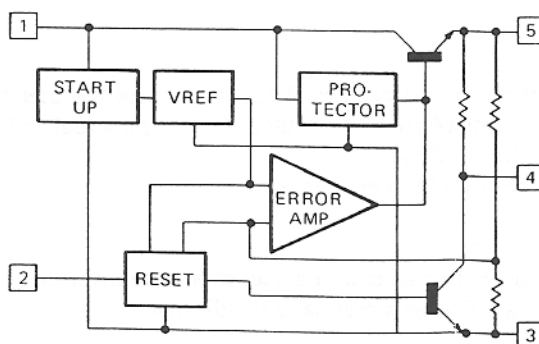 1
5
START
UP
VREF
PRO-
TECTOR
4
ERROR
AMP
2
RESET
3